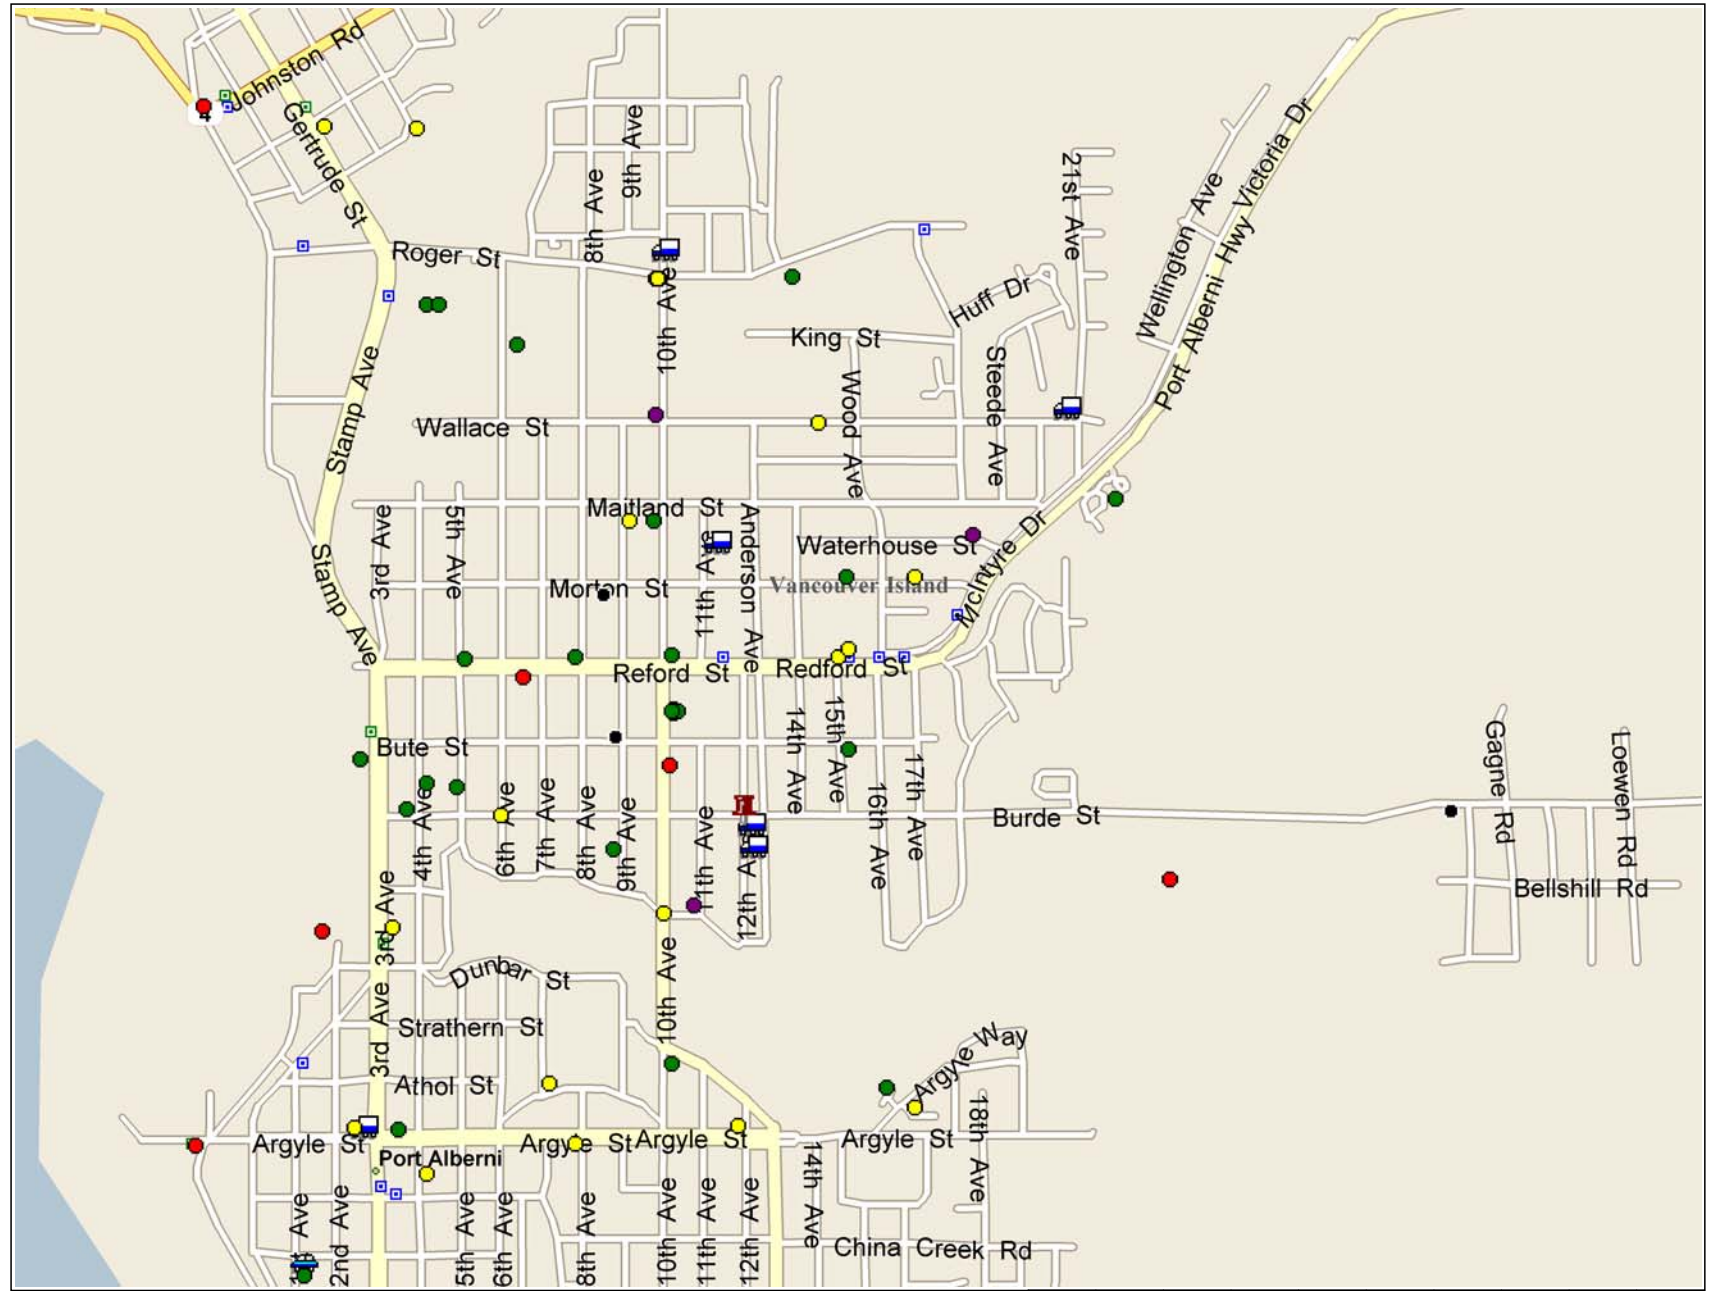 Johnston Rd
4
Gertrude St
9th Ave
8th Ave
21st Ave
Wellington Ave
Port Alberni Hwy Victoria Dr
Roger St
10th Ave
Huff Dr
King St
Stamp Ave
Wood Ave
Steede Ave
Wallace St
Maitland St
3rd Ave
5th Ave
11th Ave
Anderson Ave
Waterhouse St
McIntyre Dr
Stamp Ave
Morton St
Vancouver Island
Reford St
Redford St
14th Ave
15th Ave
Bute St
17th Ave
16th Ave
Gagne Rd
Loewen Rd
4th Ave
6th Ave
7th Ave
8th Ave
9th Ave
11th Ave
12th Ave
Burde St
Bellshill Rd
3rd Ave
Dunbar St
10th Ave
3rd Ave
Strathern St
Argyle Way
Athol St
18th Ave
Argyle St
Argyle St
Argyle St
Argyle St
Port Alberni
14th Ave
1st Ave
2nd Ave
5th Ave
6th Ave
8th Ave
10th Ave
11th Ave
12th Ave
China Creek Rd